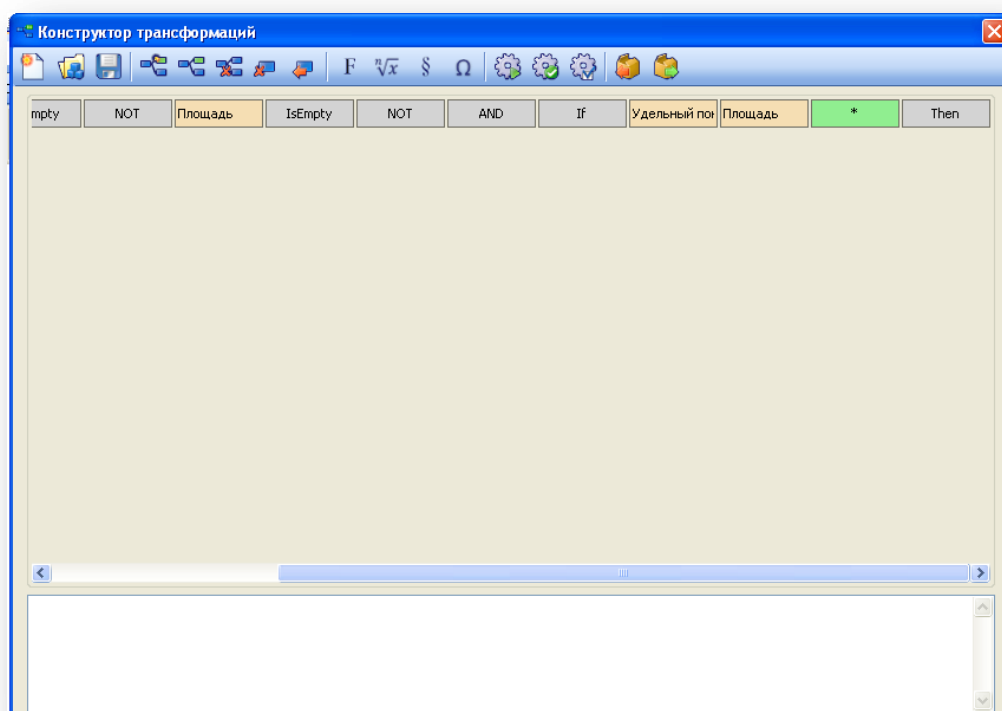 Конструктор трансформаций
F ⁿ√x § Ω
mpty NOT Площадь IsEmpty NOT AND If Удельный пок Площадь * Then